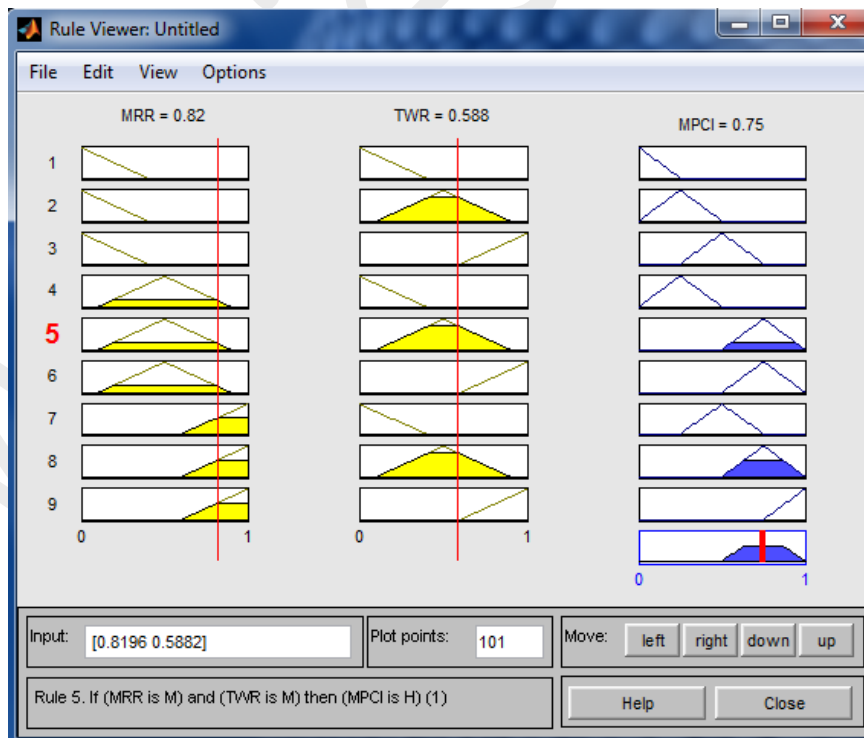 Rule Viewer: Untitled
File Edit View Options
MRR = 0.82 TWR = 0.588 MPCI = 0.75
1
2
3
4
5
6
7
8
9
0 1 0 1
0 1
Input: [0.8196 0.5882] Plot points: 101 Move: left right down up
Rule 5. If (MRR is M) and (TWR is M) then (MPCI is H) (1) Help Close